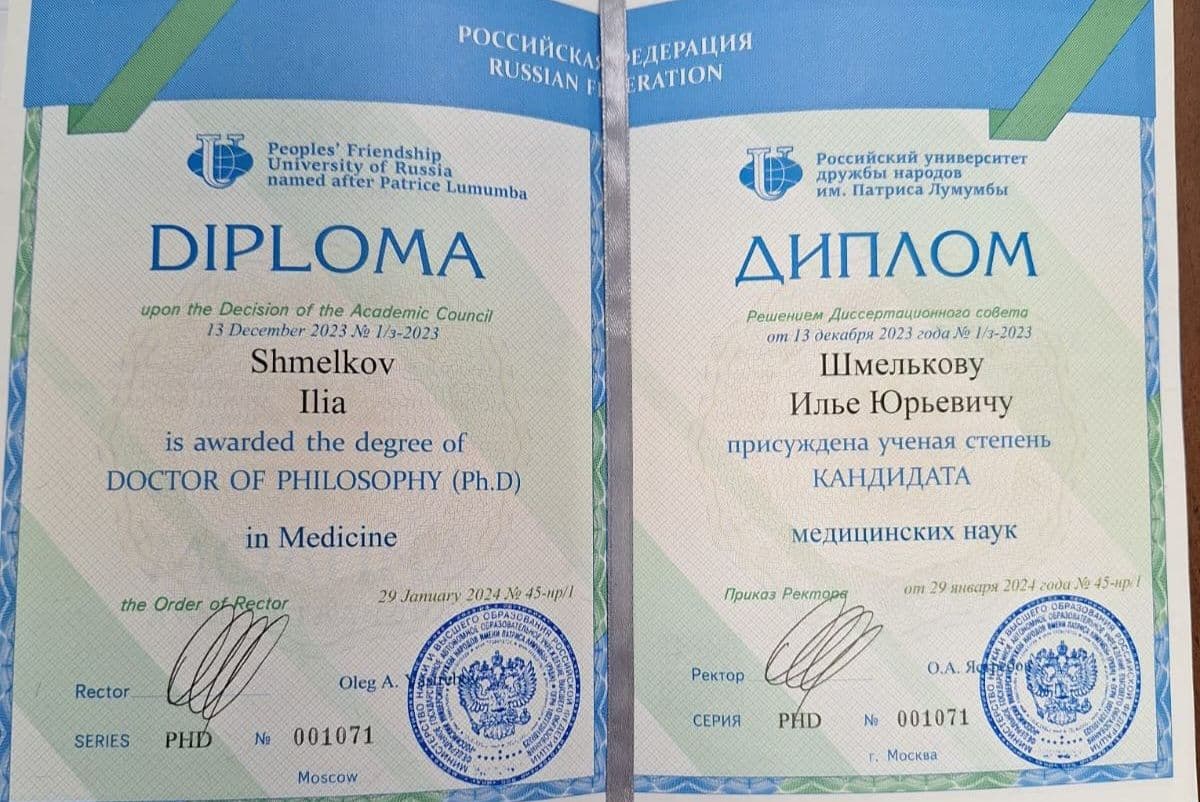 РОССИЙСКАЯ ФЕДЕРАЦИЯ
RUSSIAN FEDERATION
Peoples' Friendship
University of Russia
named after Patrice Lumumba
DIPLOMA
upon the Decision of the Academic Council
13 December 2023 № 1/з-2023
Shmelkov
Ilia
is awarded the degree of
DOCTOR OF PHILOSOPHY (Ph.D)
in Medicine
the Order of Rector
29 January 2024 № 45-нр/1
Rector
Oleg A.
SERIES PHD № 001071
Moscow
Российский университет
дружбы народов
им. Патриса Лумумбы
ДИПЛОМ
Решением Диссертационного совета
от 13 декабря 2023 года № 1/з-2023
Шмелькову
Илье Юрьевичу
присуждена ученая степень
КАНДИДАТА
медицинских наук
Приказ Ректора
от 29 января 2024 года № 45-нр/1
Ректор
О.А.
СЕРИЯ PHD № 001071
г. Москва